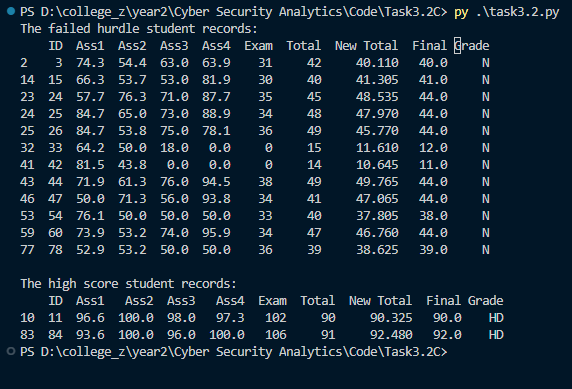 PS D:\college_z\year2\Cyber Security Analytics\Code\Task3.2C> py .\task3.2.py
The failed hurdle student records:
ID Ass1 Ass2 Ass3 Ass4 Exam Total New Total Final Grade
2 3 74.3 54.4 63.0 63.9 31 42 40.110 40.0 N
14 15 66.3 53.7 53.0 81.9 30 40 41.305 41.0 N
23 24 57.7 76.3 71.0 87.7 35 45 48.535 44.0 N
24 25 84.7 65.0 73.0 88.9 34 48 47.970 44.0 N
25 26 84.7 53.8 75.0 78.1 36 49 45.770 44.0 N
32 33 64.2 50.0 18.0 0.0 0 15 11.610 12.0 N
41 42 81.5 43.8 0.0 0.0 0 14 10.645 11.0 N
43 44 71.9 61.3 76.0 94.5 38 49 49.765 44.0 N
46 47 50.0 71.3 56.0 93.8 34 41 47.065 44.0 N
53 54 76.1 50.0 50.0 50.0 33 40 37.805 38.0 N
59 60 73.9 53.2 74.0 95.9 34 47 46.760 44.0 N
77 78 52.9 53.2 50.0 50.0 36 39 38.625 39.0 N
The high score student records:
ID Ass1 Ass2 Ass3 Ass4 Exam Total New Total Final Grade
10 11 96.6 100.0 98.0 97.3 102 90 90.325 90.0 HD
83 84 93.6 100.0 96.0 100.0 106 91 92.480 92.0 HD
PS D:\college_z\year2\Cyber Security Analytics\Code\Task3.2C>